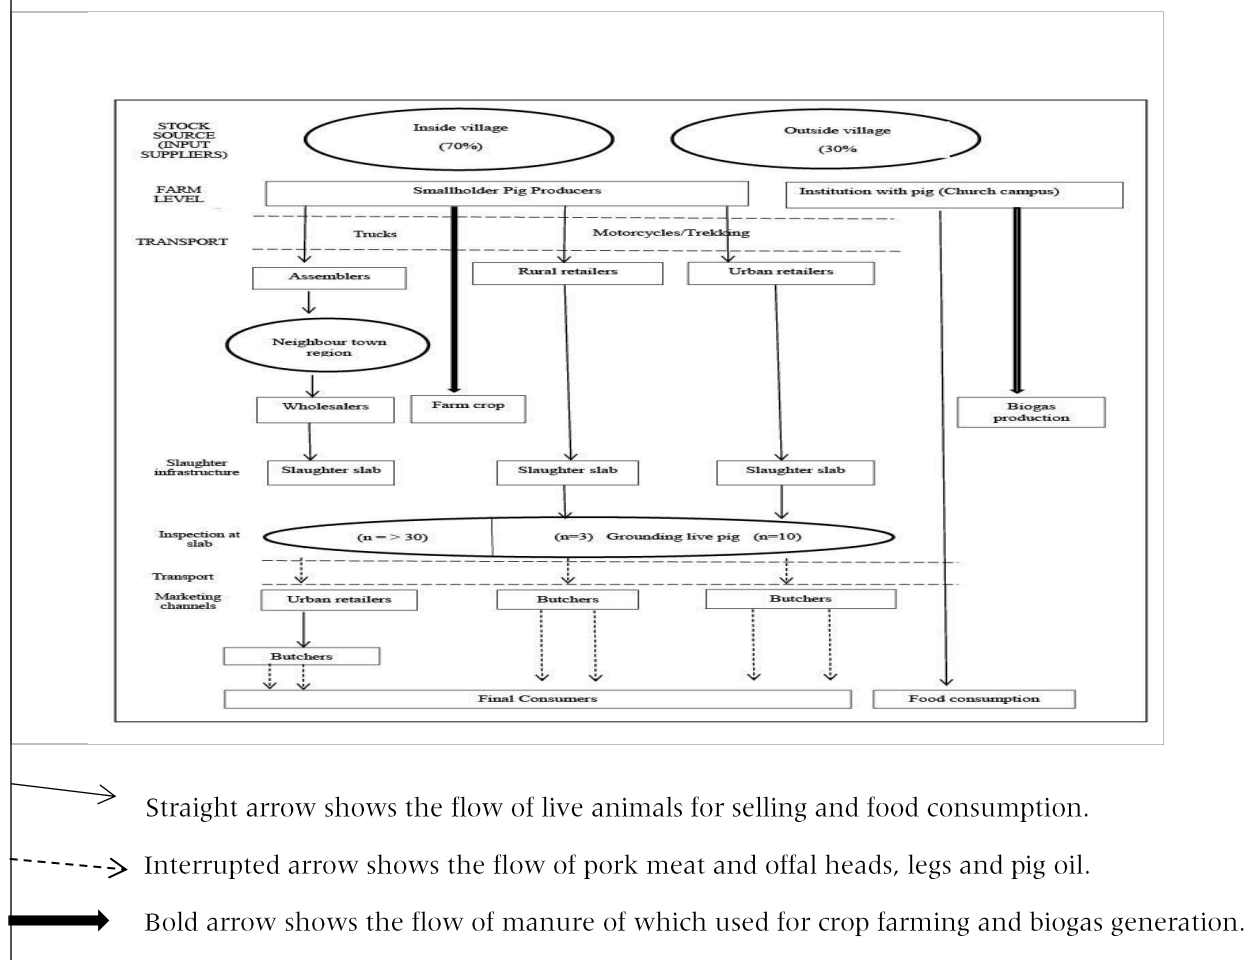 STOCK
SOURCE
(INPUT
SUPPLIERS)
Inside village
(70%)
Outside village
(30%
FARM
LEVEL
Smallholder Pig Producers
Institution with pig (Church campus)
TRANSPORT
Trucks
Motorcycles/Trekking
Assemblers
Rural retailers
Urban retailers
Neighbour town
region
Wholesalers
Farm crop
Biogas
production
Slaughter
infrastructure
Slaughter slab
Slaughter slab
Slaughter slab
Inspection at
slab
(n = > 30)
(n=3) Grounding live pig (n=10)
Transport
Marketing
channels
Urban retailers
Butchers
Butchers
Butchers
Final Consumers
Food consumption
Straight arrow shows the flow of live animals for selling and food consumption.
Interrupted arrow shows the flow of pork meat and offal heads, legs and pig oil.
Bold arrow shows the flow of manure of which used for crop farming and biogas generation.